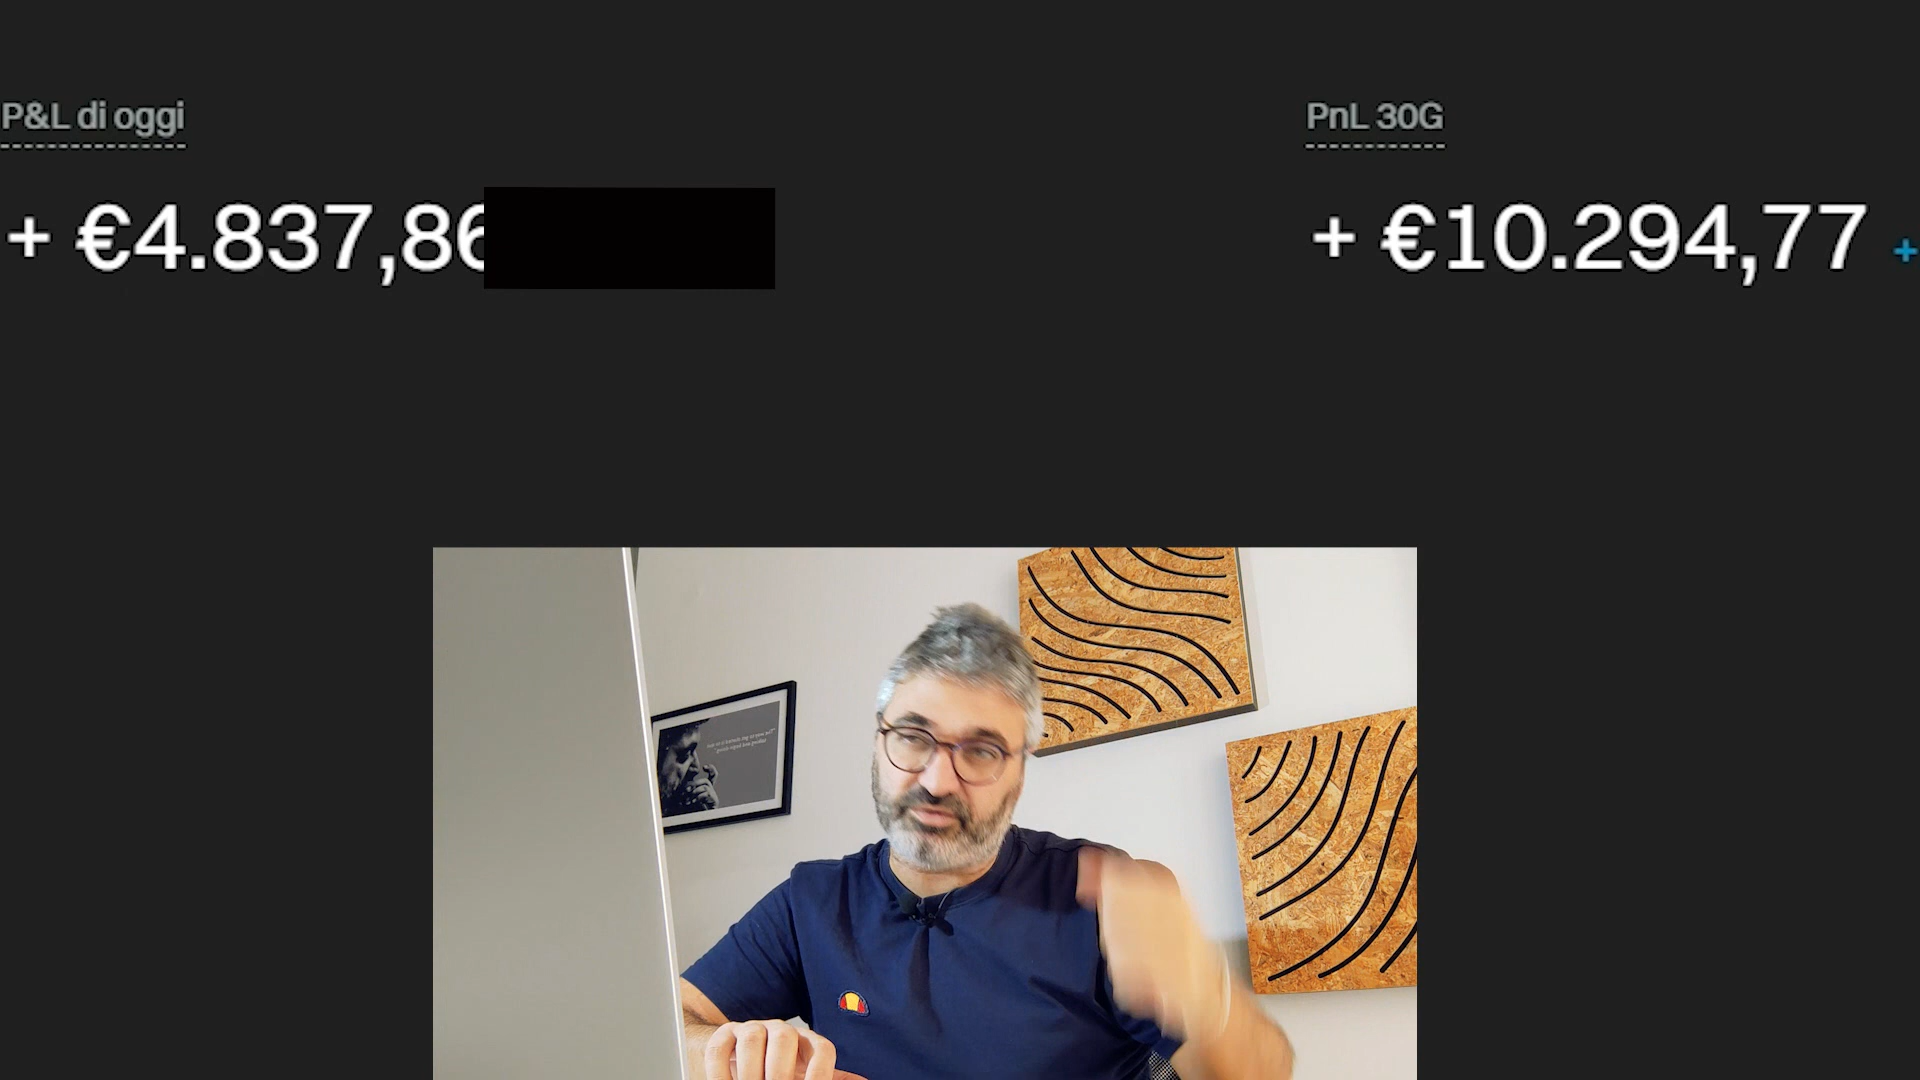 P&L di oggi
+ €4.837,86
PnL 30G
+ €10.294,77 +